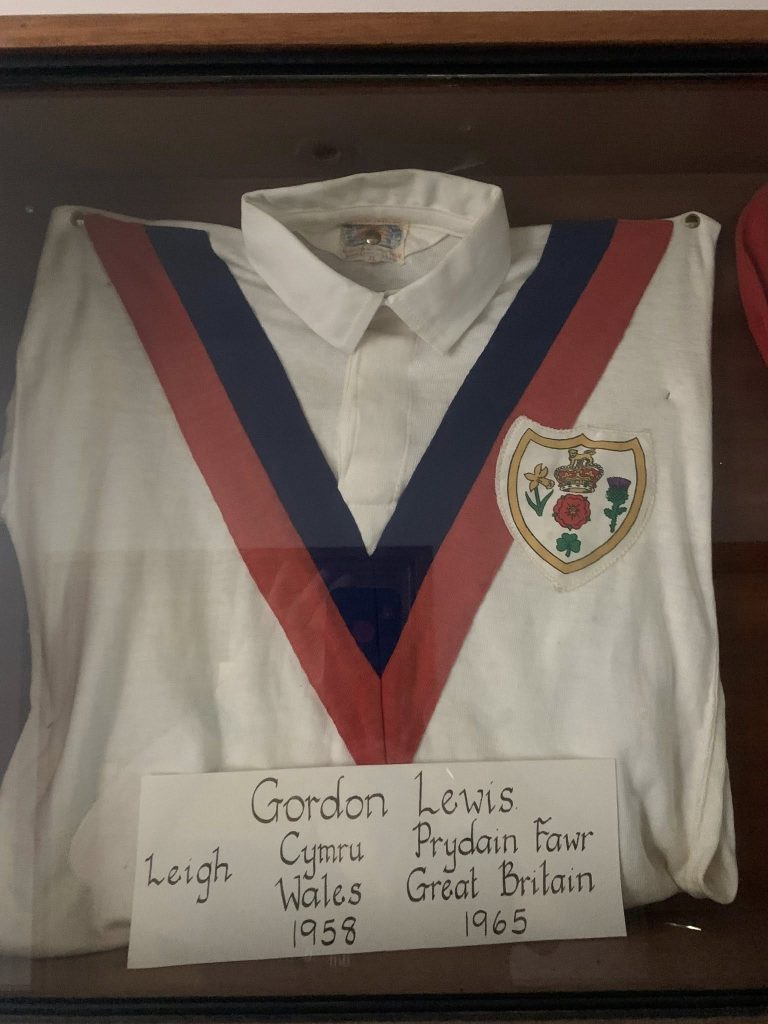 Gordon Lewis
Leigh Cymru Prydain Fawr
Wales Great Britain
1958 1965